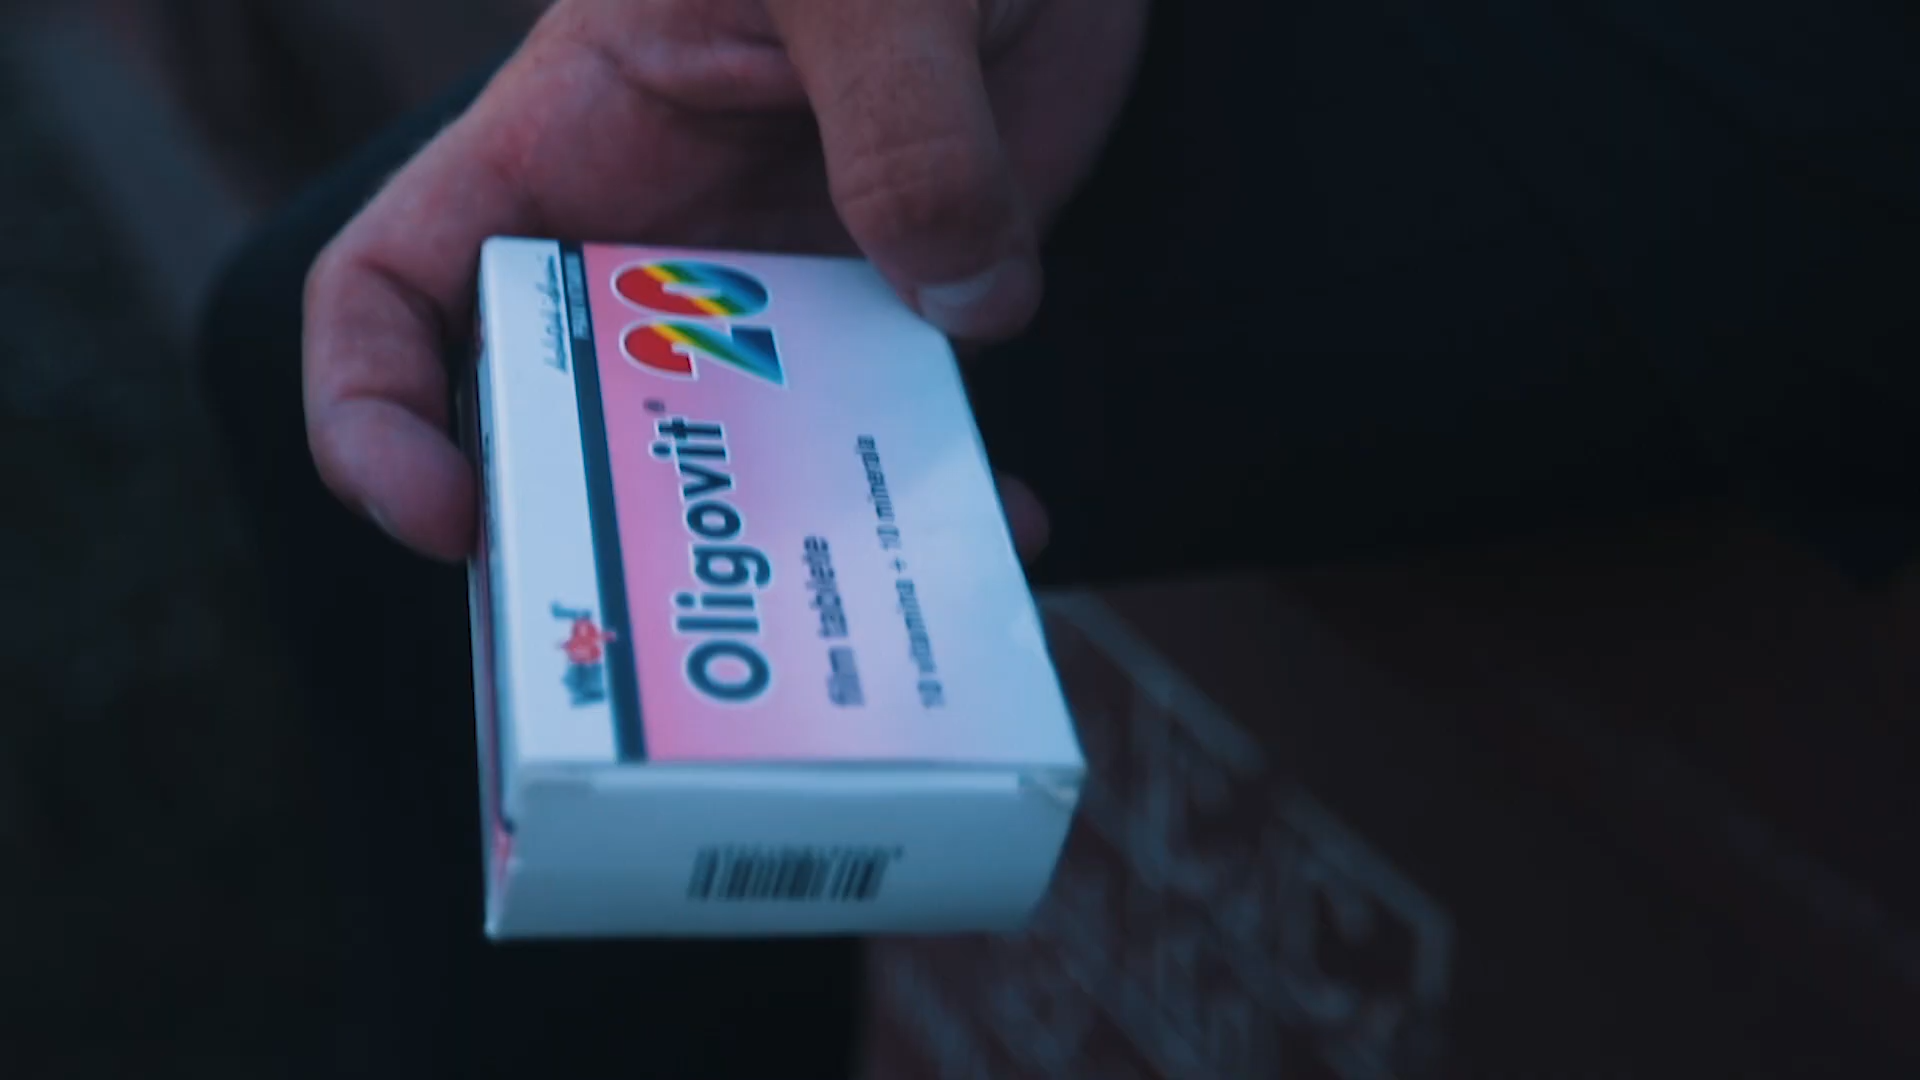 Oligovit® 20
film tablete
10 vitamina + 10 minerala